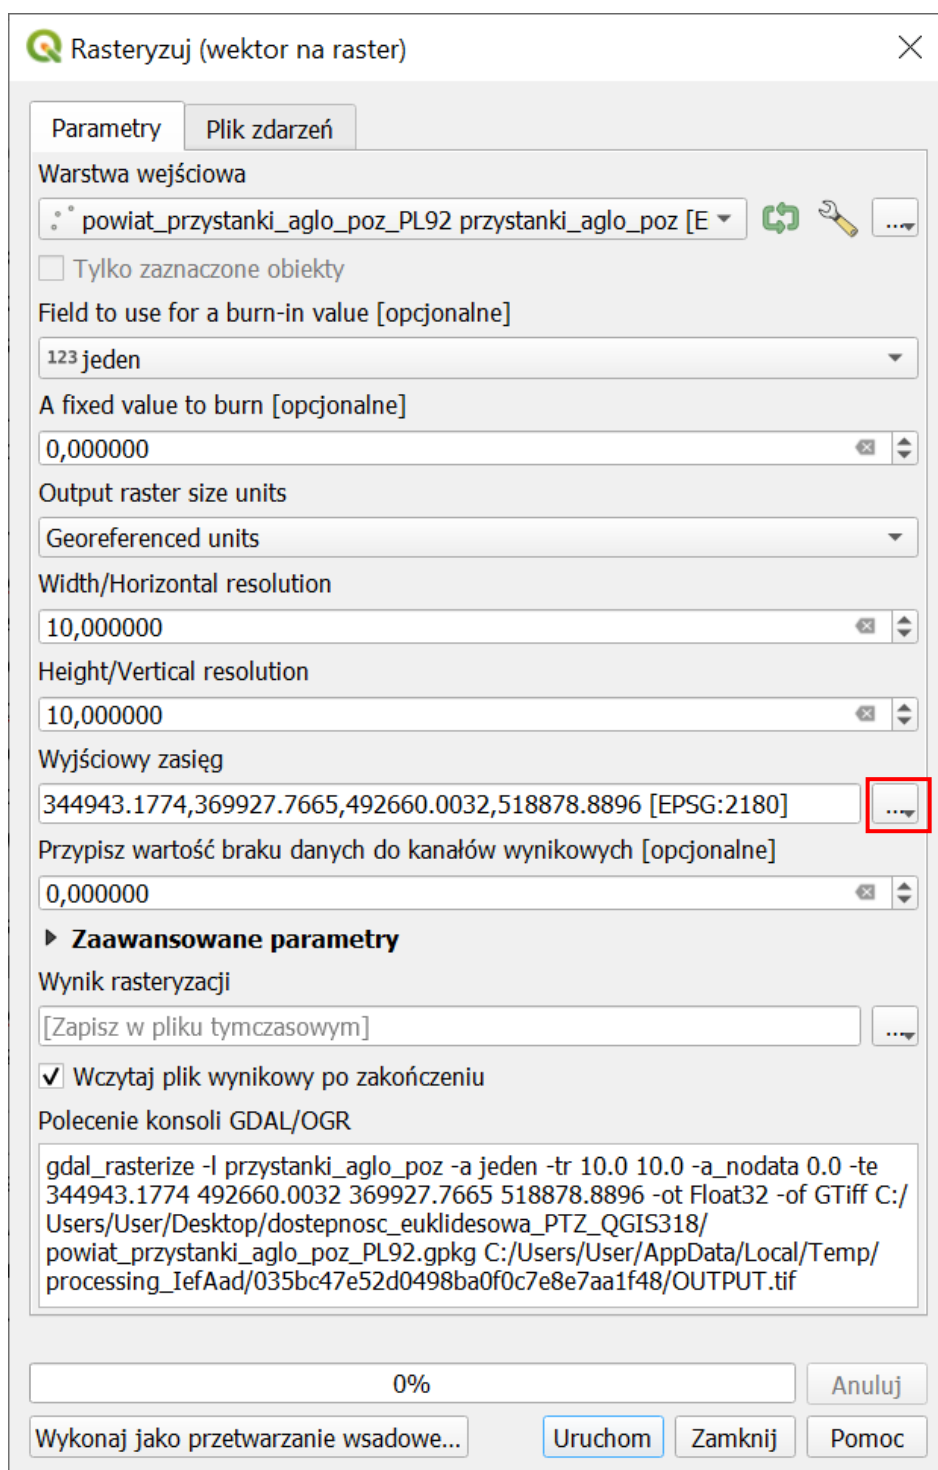 Rasteryzuj (wektor na raster)
Parametry
Plik zdarzeń
Warstwa wejściowa
powiat_przystanki_aglo_poz_PL92 przystanki_aglo_poz [E
...
Tylko zaznaczone obiekty
Field to use for a burn-in value [opcjonalne]
123 jeden
A fixed value to burn [opcjonalne]
0,000000
Output raster size units
Georeferenced units
Width/Horizontal resolution
10,000000
Height/Vertical resolution
10,000000
Wyjściowy zasięg
344943.1774,369927.7665,492660.0032,518878.8896 [EPSG:2180]
...
Przypisz wartość braku danych do kanałów wynikowych [opcjonalne]
0,000000
Zaawansowane parametry
Wynik rasteryzacji
[Zapisz w pliku tymczasowym]
...
Wczytaj plik wynikowy po zakończeniu
Polecenie konsoli GDAL/OGR
gdal_rasterize -l przystanki_aglo_poz -a jeden -tr 10.0 10.0 -a_nodata 0.0 -te
344943.1774 492660.0032 369927.7665 518878.8896 -ot Float32 -of GTiff C:/
Users/User/Desktop/dostepnosc_euklidesowa_PTZ_QGIS318/
powiat_przystanki_aglo_poz_PL92.gpkg C:/Users/User/AppData/Local/Temp/
processing_IefAad/035bc47e52d0498ba0f0c7e8e7aa1f48/OUTPUT.tif
0%
Anuluj
Wykonaj jako przetwarzanie wsadowe...
Uruchom
Zamknij
Pomoc